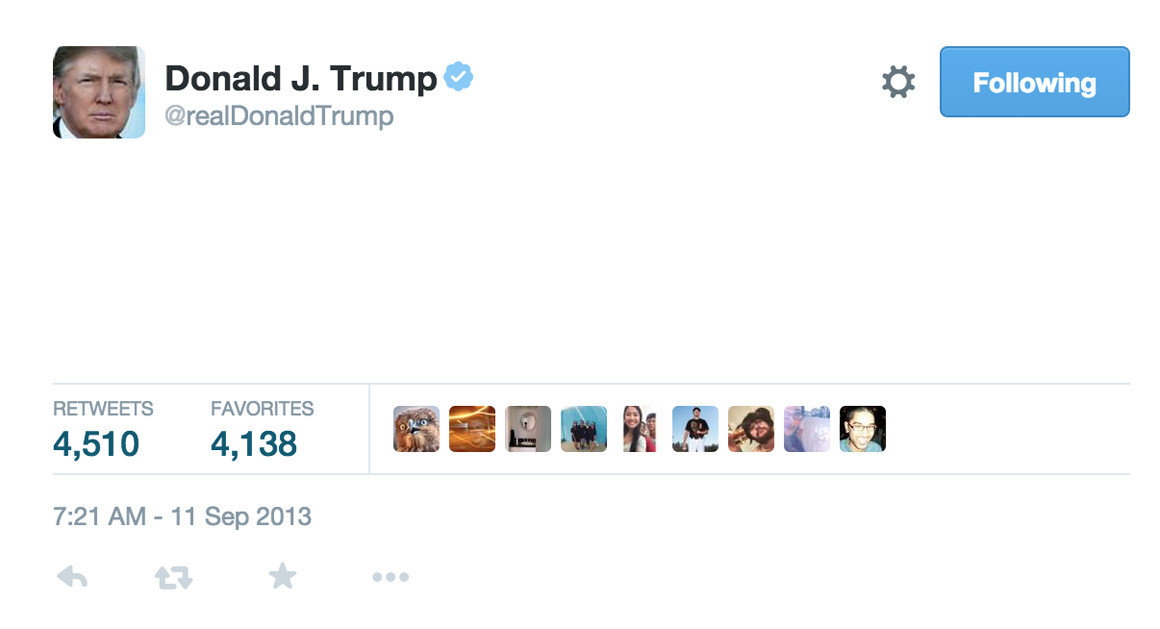 Donald J. Trump
@realDonaldTrump
Following
RETWEETS FAVORITES
4,510 4,138
7:21 AM - 11 Sep 2013